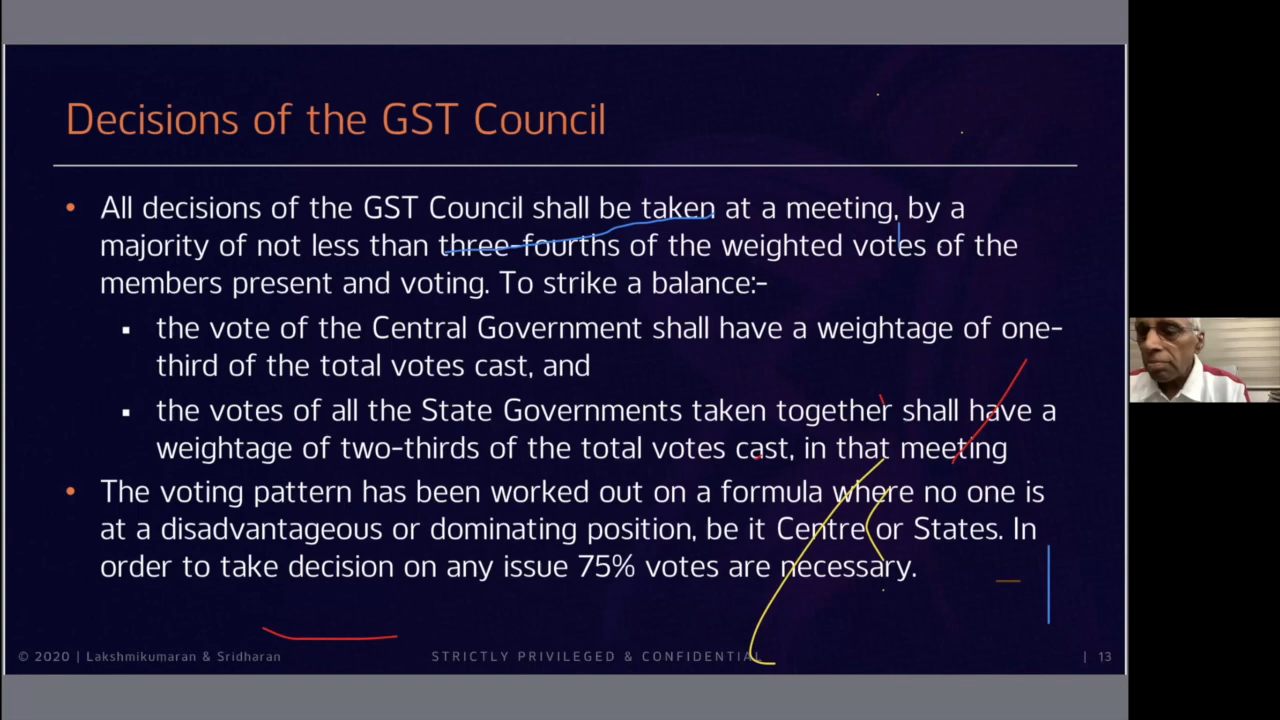 Decisions of the GST Council
• All decisions of the GST Council shall be taken at a meeting, by a
majority of not less than three-fourths of the weighted votes of the
members present and voting. To strike a balance:-
▪ the vote of the Central Government shall have a weightage of one-
third of the total votes cast, and
▪ the votes of all the State Governments taken together shall have a
weightage of two-thirds of the total votes cast, in that meeting
• The voting pattern has been worked out on a formula where no one is
at a disadvantageous or dominating position, be it Centre or States. In
order to take decision on any issue 75% votes are necessary.
© 2020 | Lakshmikumaran & Sridharan STRICTLY PRIVILEGED & CONFIDENTIAL | 13